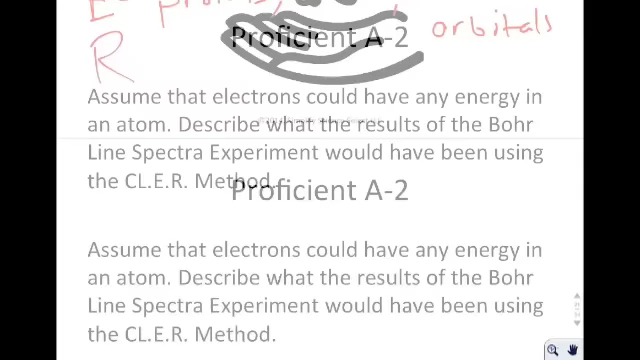 E - protons,
orbitals
R
Proficient A-2
Assume that electrons could have any energy in
an atom. Describe what the results of the Bohr
Line Spectra Experiment would have been using
the CL.E.R. Method.
Proficient A-2
Assume that electrons could have any energy in
an atom. Describe what the results of the Bohr
Line Spectra Experiment would have been using
the CL.E.R. Method.